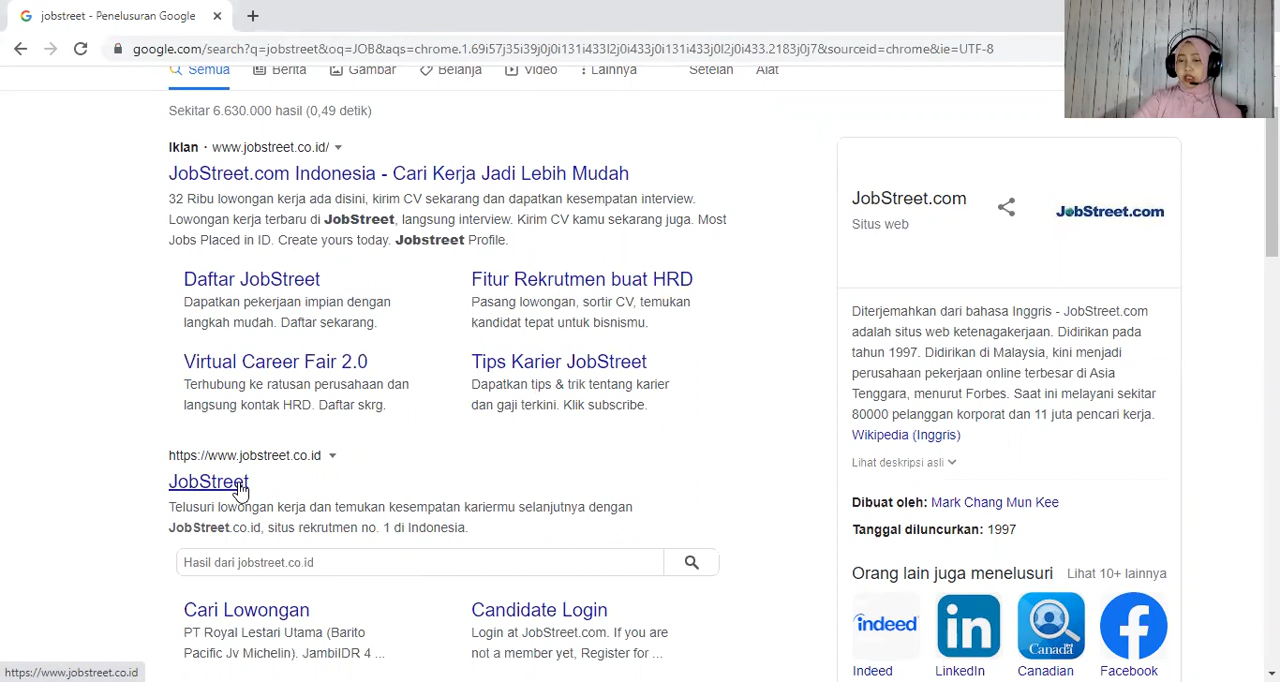 jobstreet - Penelusuran Google
google.com/search?q=jobstreet&oq=JOB&aqs=chrome.1.69i57j35i39j0j0i131i433l2j0i433j0i131i433j0l2j0i433.2183j0j7&sourceid=chrome&ie=UTF-8
Semua Berita Gambar Belanja Video Lainnya Setelan Alat
Sekitar 6.630.000 hasil (0,49 detik)
Iklan · www.jobstreet.co.id/
JobStreet.com Indonesia - Cari Kerja Jadi Lebih Mudah
32 Ribu lowongan kerja ada disini, kirim CV sekarang dan dapatkan kesempatan interview.
Lowongan kerja terbaru di JobStreet, langsung interview. Kirim CV kamu sekarang juga. Most
Jobs Placed in ID. Create yours today. Jobstreet Profile.
Daftar JobStreet
Dapatkan pekerjaan impian dengan
langkah mudah. Daftar sekarang.
Fitur Rekrutmen buat HRD
Pasang lowongan, sortir CV, temukan
kandidat tepat untuk bisnismu.
Virtual Career Fair 2.0
Terhubung ke ratusan perusahaan dan
langsung kontak HRD. Daftar skrg.
Tips Karier JobStreet
Dapatkan tips & trik tentang karier
dan gaji terkini. Klik subscribe.
https://www.jobstreet.co.id
JobStreet
Telusuri lowongan kerja dan temukan kesempatan kariermu selanjutnya dengan
JobStreet.co.id, situs rekrutmen no. 1 di Indonesia.
Hasil dari jobstreet.co.id
Cari Lowongan
PT Royal Lestari Utama (Barito
Pacific Jv Michelin). JambiIDR 4 ...
Candidate Login
Login at JobStreet.com. If you are
not a member yet, Register for ...
https://www.jobstreet.co.id
JobStreet.com
Situs web
JobStreet.com
Diterjemahkan dari bahasa Inggris - JobStreet.com
adalah situs web ketenagakerjaan. Didirikan pada
tahun 1997. Didirikan di Malaysia, kini menjadi
perusahaan pekerjaan online terbesar di Asia
Tenggara, menurut Forbes. Saat ini melayani sekitar
80000 pelanggan korporat dan 11 juta pencari kerja.
Wikipedia (Inggris)
Lihat deskripsi asli
Dibuat oleh: Mark Chang Mun Kee
Tanggal diluncurkan: 1997
Orang lain juga menelusuri Lihat 10+ lainnya
indeed
in
Canada
f
Indeed LinkedIn Canadian Facebook